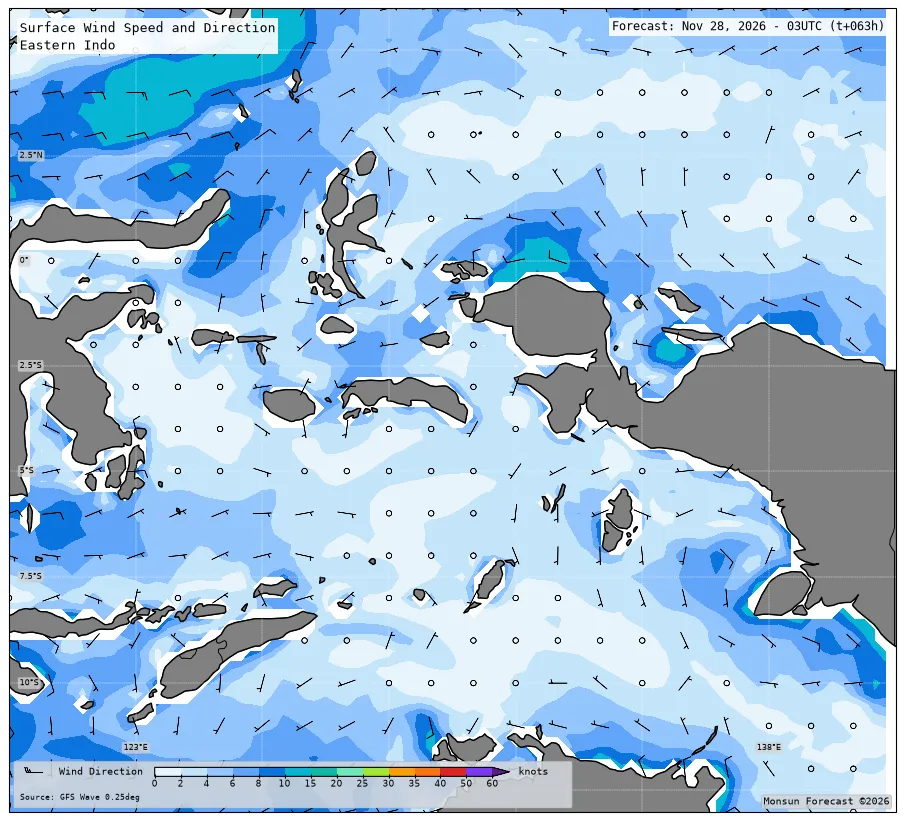 Surface Wind Speed and Direction
Eastern Indo
Forecast: Nov 28, 2026 - 03UTC (t+063h)
2.5°N
0°
2.5°S
5°S
7.5°S
10°S
123°E
138°E
Wind Direction
0 2 4 6 8 10 15 20 25 30 35 40 50 60
knots
Source: GFS Wave 0.25deg
Monsun Forecast ©2026